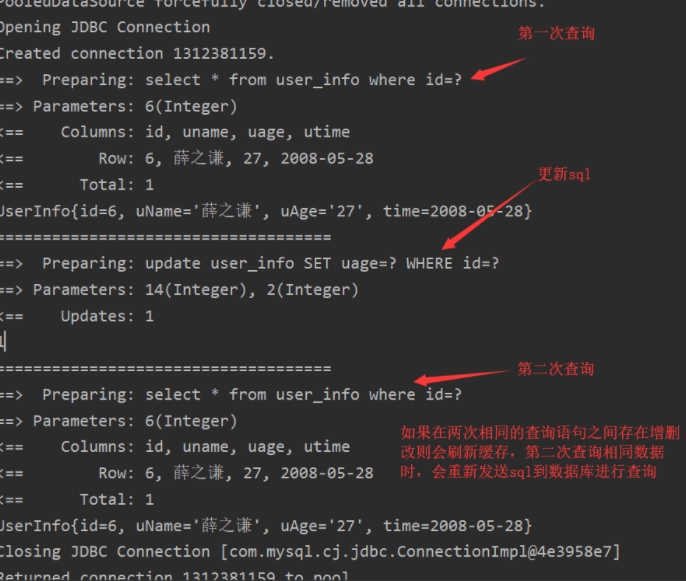 PooledDataSource forcefully closed/removed all connections.
Opening JDBC Connection
Created connection 1312381159.
第一次查询
==>  Preparing: select * from user_info where id=?
==> Parameters: 6(Integer)
<==    Columns: id, uname, uage, utime
<==        Row: 6, 薛之谦, 27, 2008-05-28
<==      Total: 1
更新sql
UserInfo{id=6, uName='薛之谦', uAge='27', time=2008-05-28}
=====================================
==>  Preparing: update user_info SET uage=? WHERE id=?
==> Parameters: 14(Integer), 2(Integer)
<==    Updates: 1
1
=====================================
第二次查询
==>  Preparing: select * from user_info where id=?
==> Parameters: 6(Integer)
<==    Columns: id, uname, uage, utime
<==        Row: 6, 薛之谦, 27, 2008-05-28
<==      Total: 1
如果在两次相同的查询语句之间存在增删
改则会刷新缓存，第二次查询相同数据
时，会重新发送sql到数据库进行查询
UserInfo{id=6, uName='薛之谦', uAge='27', time=2008-05-28}
Closing JDBC Connection [com.mysql.cj.jdbc.ConnectionImpl@4e3958e7]
Returned connection 1312381159 to pool.